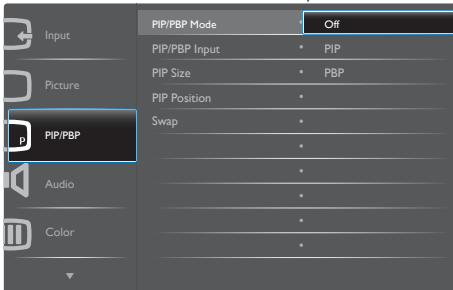 Input
Picture
P
PIP/PBP
Audio
Color
PIP/PBP Mode
PIP/PBP Input
PIP Size
PIP Position
Swap
Off
PIP
PBP